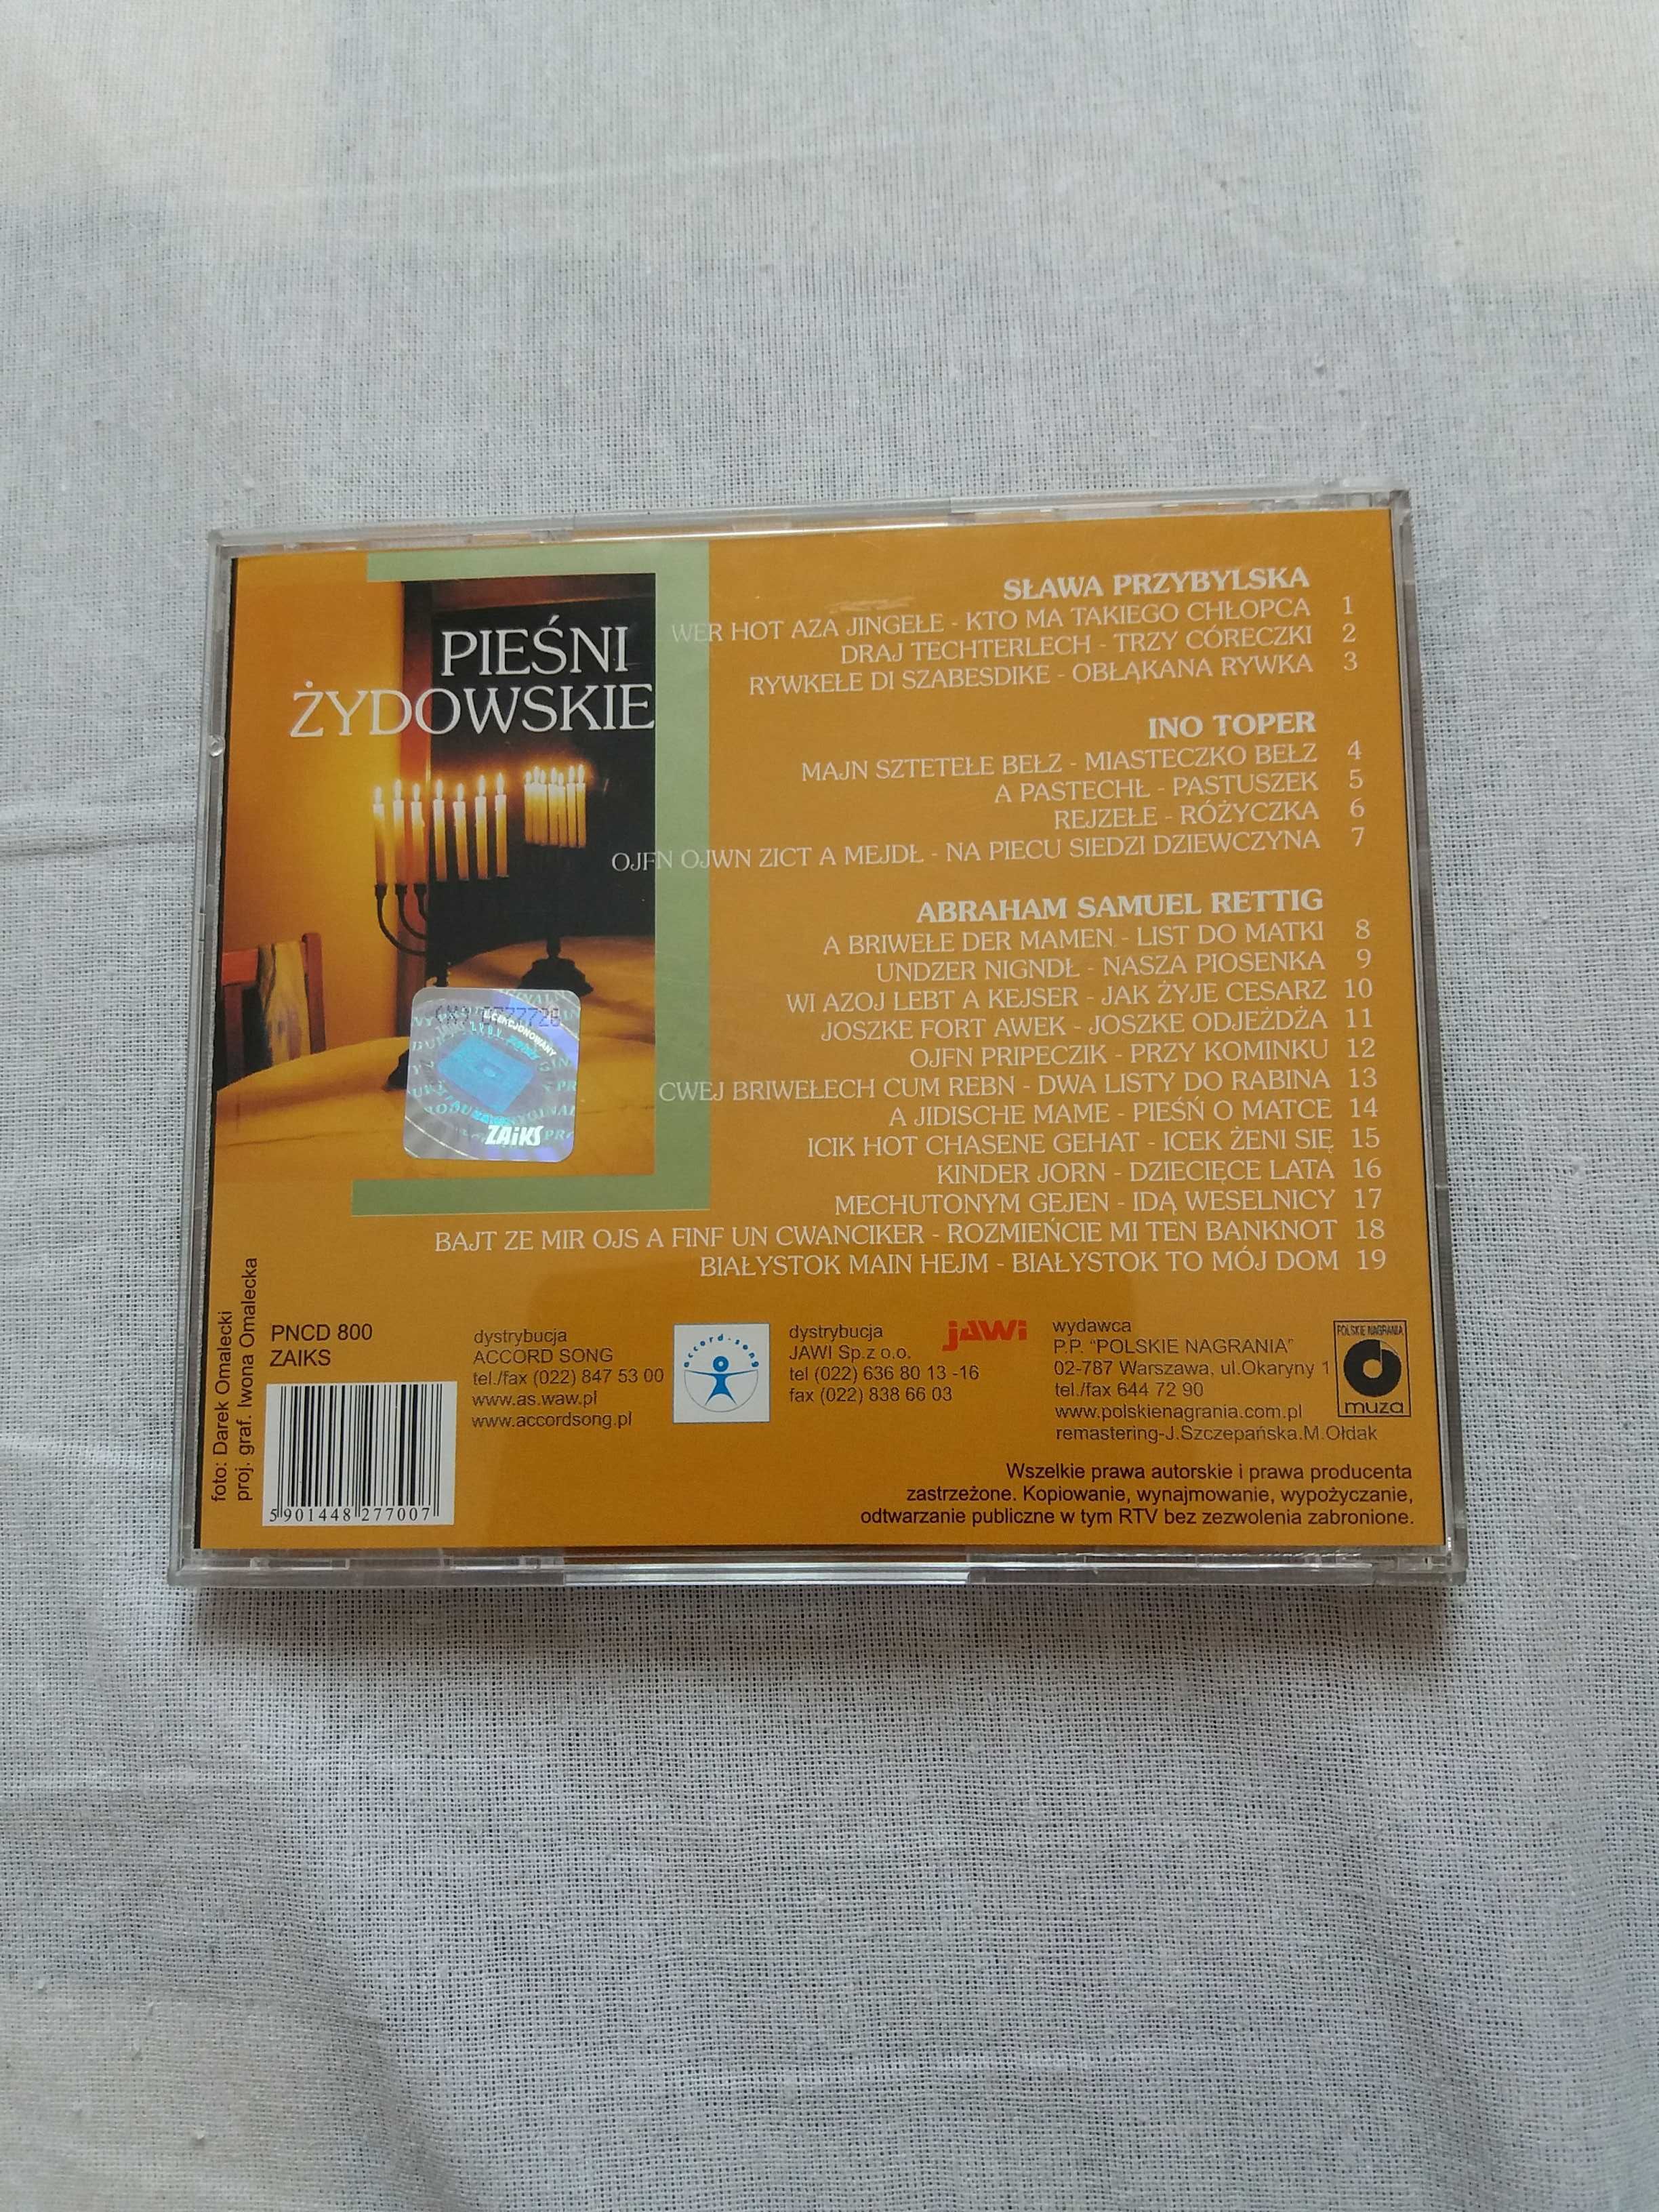 PIEŚNI
ŻYDOWSKIE
SŁAWA PRZYBYLSKA
WER HOT AZA JINGEŁE - KTO MA TAKIEGO CHŁOPCA 1
DRAJ TECHTERLECH - TRZY CÓRECZKI 2
RYWKEŁE DI SZABESDIKE - OBŁĄKANA RYWKA 3
INO TOPER
MAJN SZTETEŁE BEŁZ - MIASTECZKO BEŁZ 4
A PASTECHŁ - PASTUSZEK 5
REJZEŁE - RÓŻYCZKA 6
OJFN OJWN ZICT A MEJDŁ - NA PIECU SIEDZI DZIEWCZYNA 7
ABRAHAM SAMUEL RETTIG
A BRIWEŁE DER MAMEN - LIST DO MATKI 8
UNDZER NIGNDŁ - NASZA PIOSENKA 9
WI AZOJ LEBT A KEJSER - JAK ŻYJE CESARZ 10
JOSZKE FORT AWEK - JOSZKE ODJEŻDŻA 11
OJFN PRIPECZIK - PRZY KOMINKU 12
CWEJ BRIWEŁECH CUM REBN - DWA LISTY DO RABINA 13
A JIDISCHE MAME - PIEŚŃ O MATCE 14
ICIK HOT CHASENE GEHAT - ICEK ŻENI SIĘ 15
KINDER JORN - DZIECIĘCE LATA 16
MECHUTONYM GEJEN - IDĄ WESELNICY 17
BAJT ZE MIR OJS A FINF UN CWANCIKER - ROZMIEŃCIE MI TEN BANKNOT 18
BIAŁYSTOK MAIN HEJM - BIAŁYSTOK TO MÓJ DOM 19
ZAiKS
foto: Darek Omalecki
proj. graf. Iwona Omalecka
PNCD 800
ZAIKS
5 901448 277007
dystrybucja
ACCORD SONG
tel./fax (022) 847 53 00
www.as.waw.pl
www.accordsong.pl
accord-song
dystrybucja
JAWI Sp.z o.o.
tel (022) 636 80 13 -16
fax (022) 838 66 03
jAWi
wydawca
P.P. "POLSKIE NAGRANIA"
02-787 Warszawa, ul.Okaryny 1
tel./fax 644 72 90
www.polskienagrania.com.pl
remastering-J.Szczepańska.M.Ołdak
POLSKIE NAGRANIA
muza
Wszelkie prawa autorskie i prawa producenta
zastrzeżone. Kopiowanie, wynajmowanie, wypożyczanie,
odtwarzanie publiczne w tym RTV bez zezwolenia zabronione.